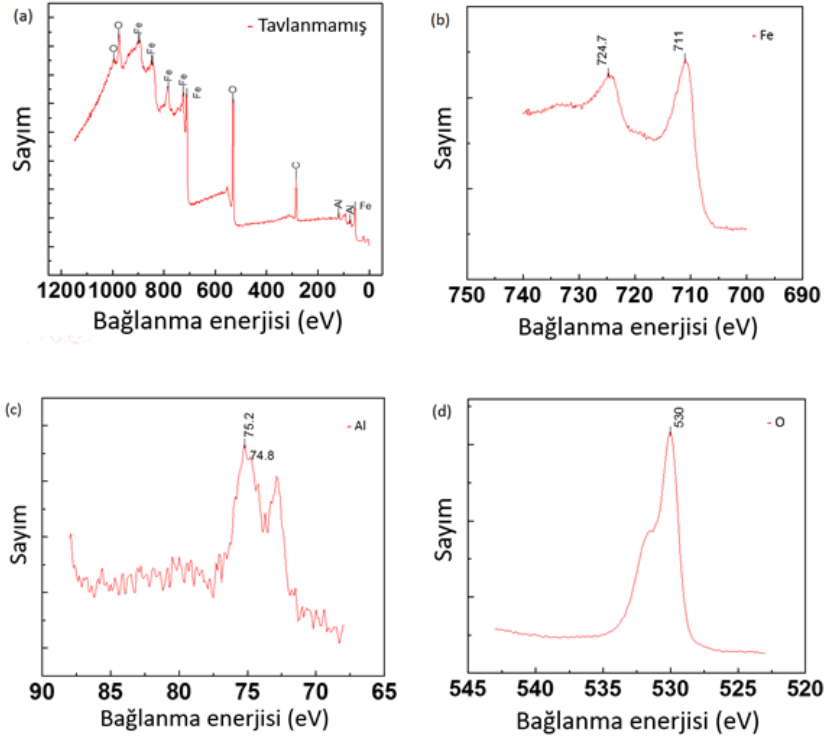 (a)
Tavlanmamış
O
O
Fe
Fe
Fe
Fe
Fe
O
C
Al
Al
Fe
Sayım
1200 1000 800 600 400 200 0
Bağlanma enerjisi (eV)
(b)
Fe
724.7
711
Sayım
750 740 730 720 710 700 690
Bağlanma enerjisi (eV)
(c)
Al
75.2
74.8
Sayım
90 85 80 75 70 65
Bağlanma enerjisi (eV)
(d)
O
530
Sayım
545 540 535 530 525 520
Bağlanma enerjisi (eV)